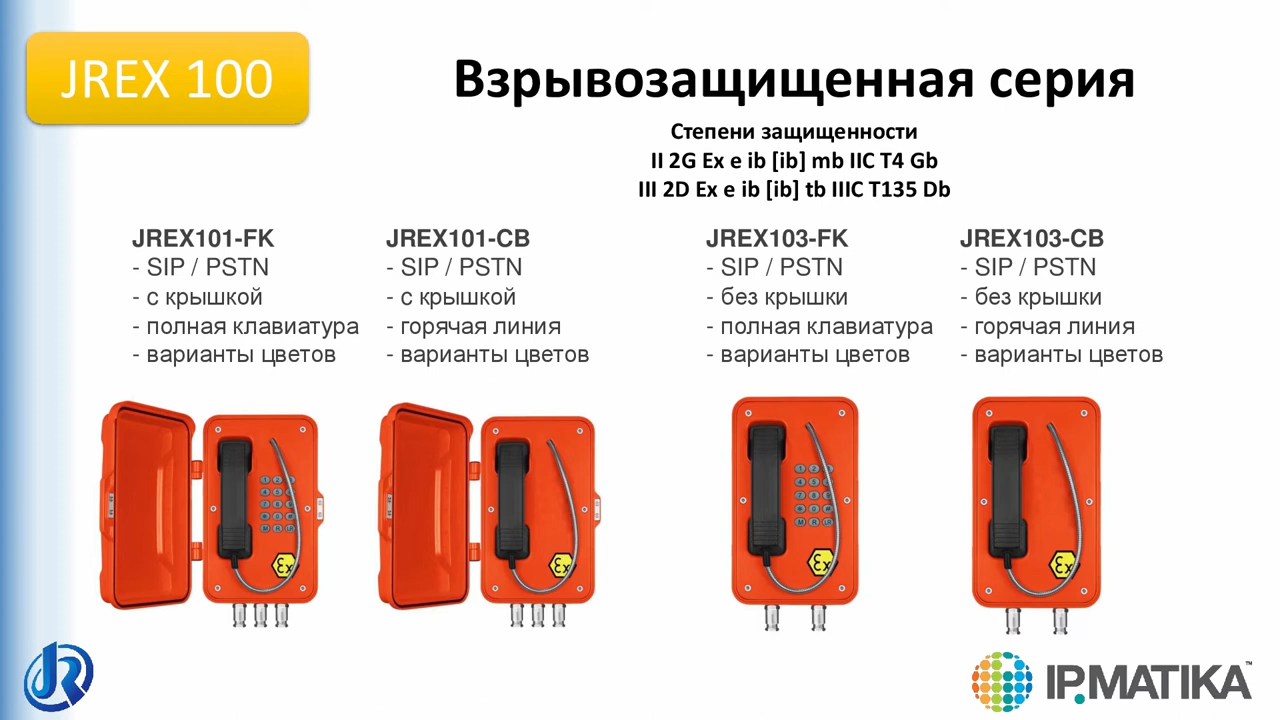 JREX 100
Взрывозащищенная серия
Степени защищенности
II 2G Ex e ib [ib] mb IIC T4 Gb
III 2D Ex e ib [ib] tb IIIC T135 Db
JREX101-FK
- SIP / PSTN
- с крышкой
- полная клавиатура
- варианты цветов
JREX101-CB
- SIP / PSTN
- с крышкой
- горячая линия
- варианты цветов
JREX103-FK
- SIP / PSTN
- без крышки
- полная клавиатура
- варианты цветов
JREX103-CB
- SIP / PSTN
- без крышки
- горячая линия
- варианты цветов
Ex
Ex
Ex
Ex
JR
IPMATIKA™